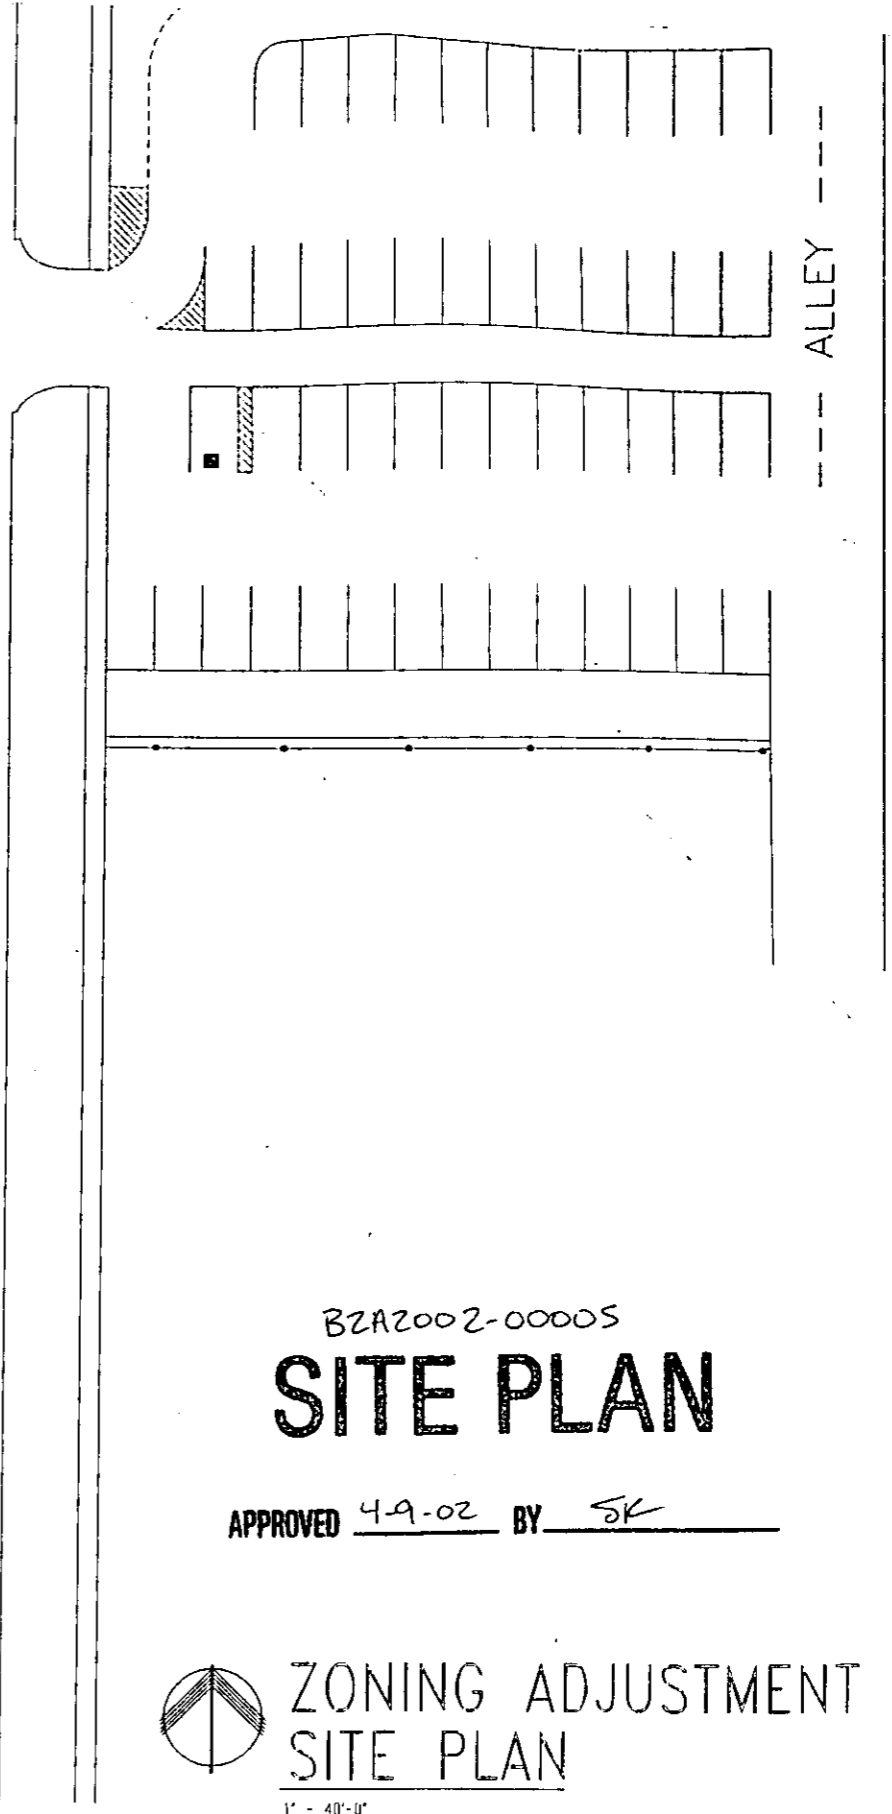 ALLEY
BZA2002-00005
SITE PLAN
APPROVED 4-9-02 BY SK
ZONING ADJUSTMENT
SITE PLAN
1" - 40'-0"